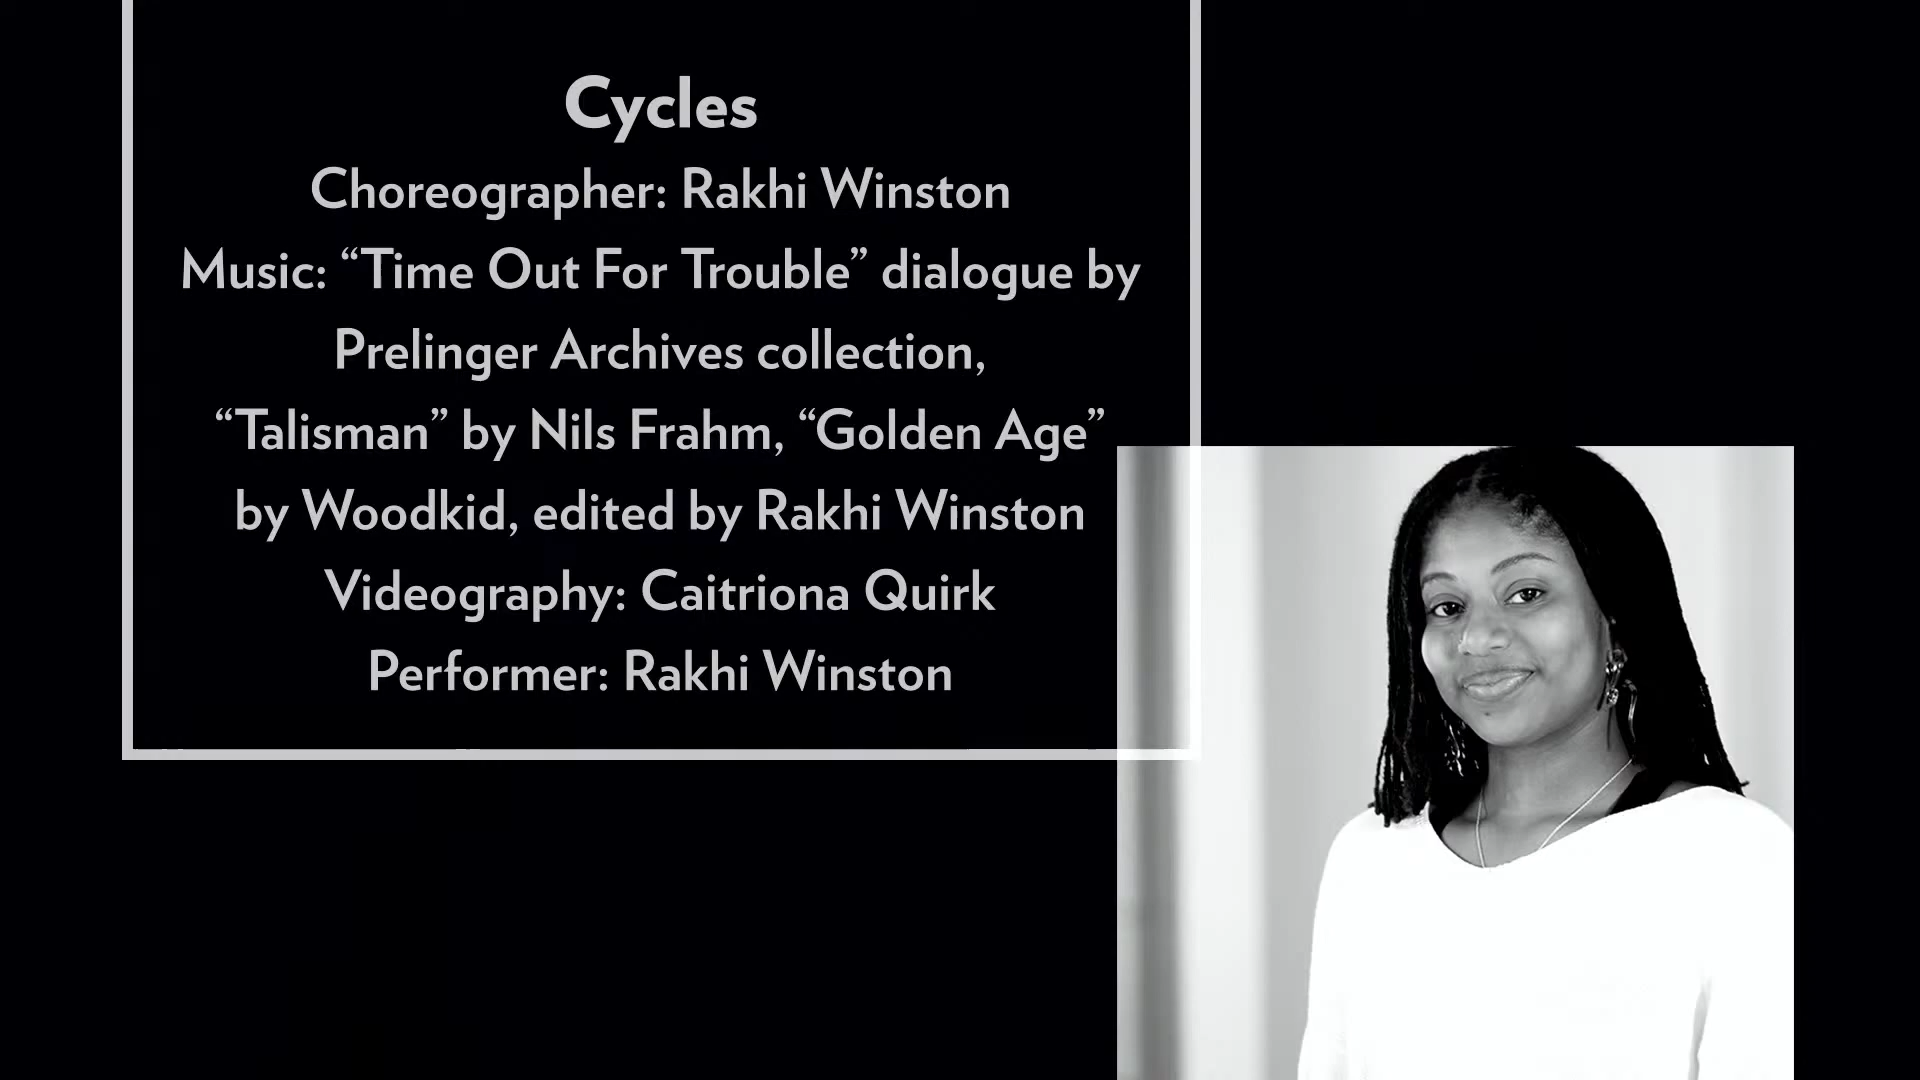 Cycles
Choreographer: Rakhi Winston
Music: “Time Out For Trouble” dialogue by
Prelinger Archives collection,
“Talisman” by Nils Frahm, “Golden Age”
by Woodkid, edited by Rakhi Winston
Videography: Caitriona Quirk
Performer: Rakhi Winston